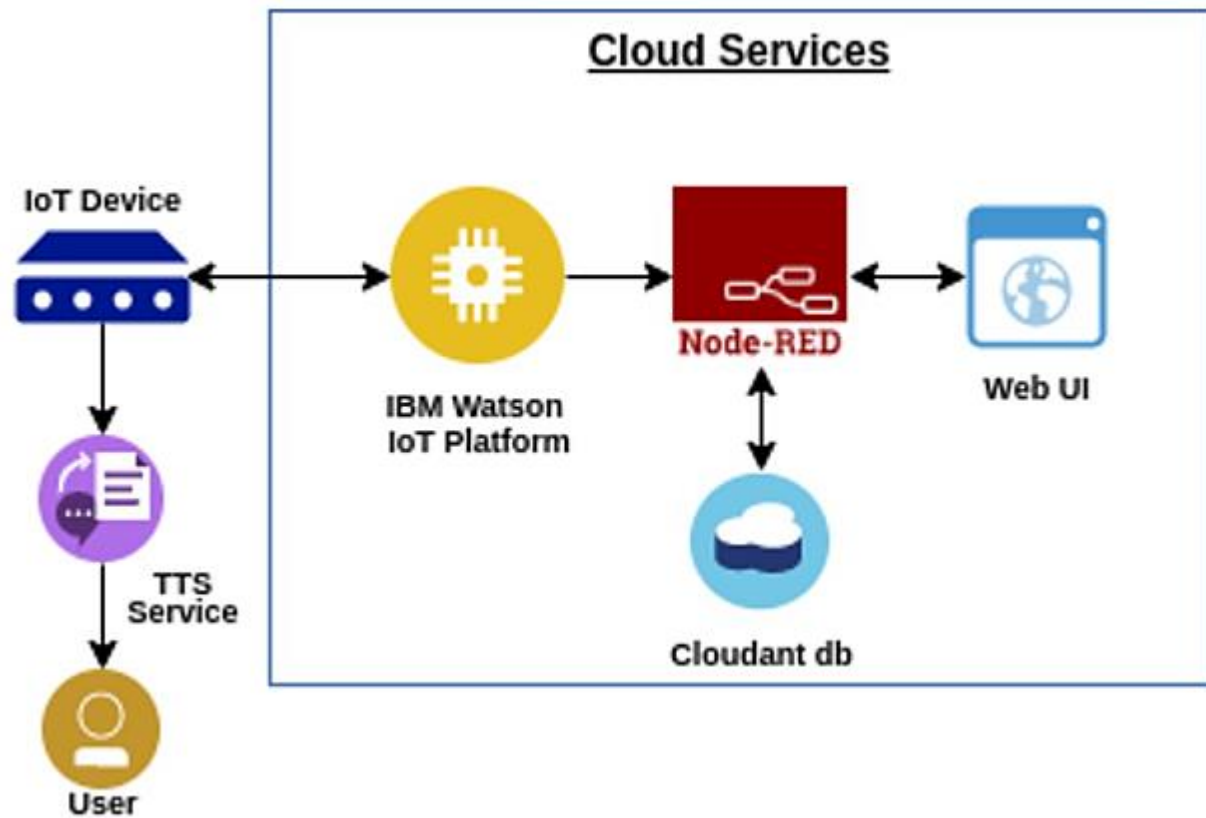 Cloud Services
IoT Device
Node-RED
IBM Watson
IoT Platform
Web UI
TTS
Service
Cloudant db
User